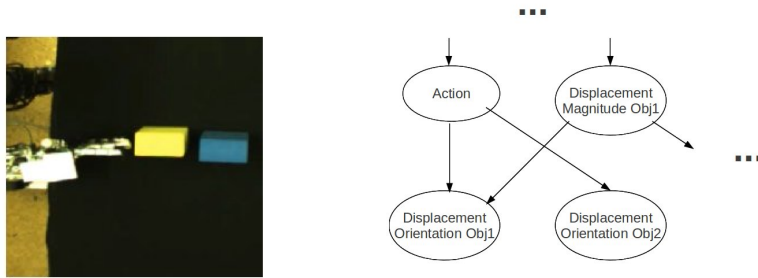 ...
Action
Displacement
Magnitude Obj1
...
Displacement
Orientation Obj1
Displacement
Orientation Obj2